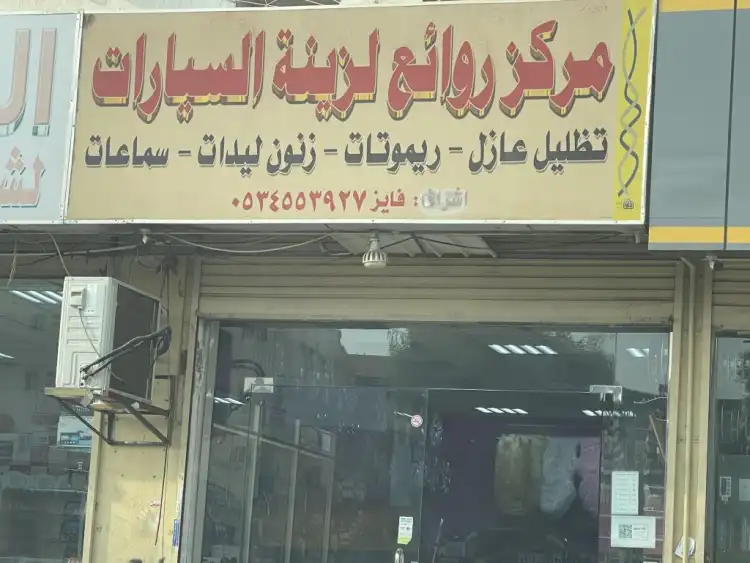 مركز روائع لزينة السيارات
تظليل عازل - ريموتات - زنون ليدات - سماعات
اشراف: فايز ٠٥٣٤٥٥٣٩٢٧